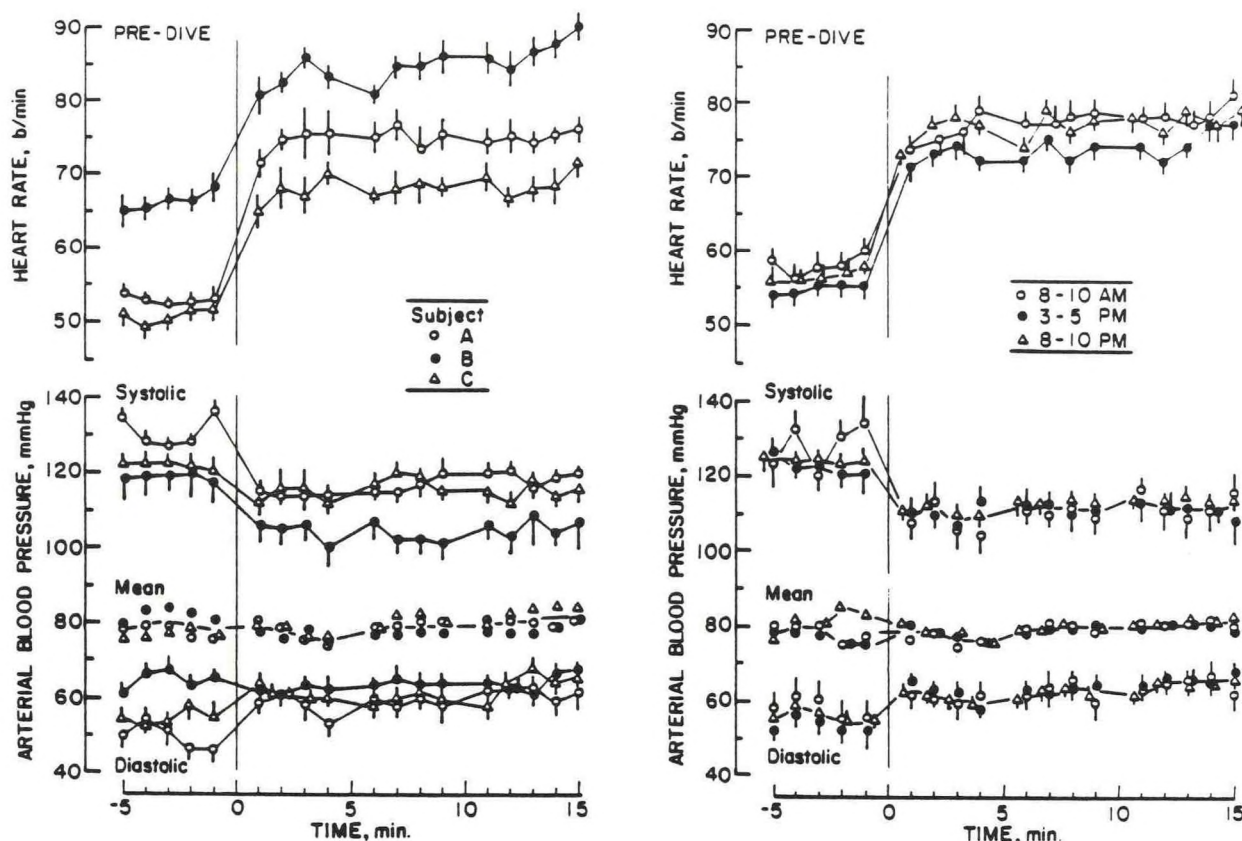 PRE-DIVE
HEART RATE, b/min
90
80
70
60
50
Subject
A
B
C
ARTERIAL BLOOD PRESSURE, mmHg
Systolic
140
120
100
Mean
80
60
Diastolic
40
-5 0 5 10 15
TIME, min.
PRE-DIVE
HEART RATE, b/min
90
80
70
60
50
8-10 AM
3-5 PM
8-10 PM
ARTERIAL BLOOD PRESSURE, mmHg
Systolic
140
120
100
Mean
80
60
40
Diastolic
-5 0 5 10 15
TIME, min.